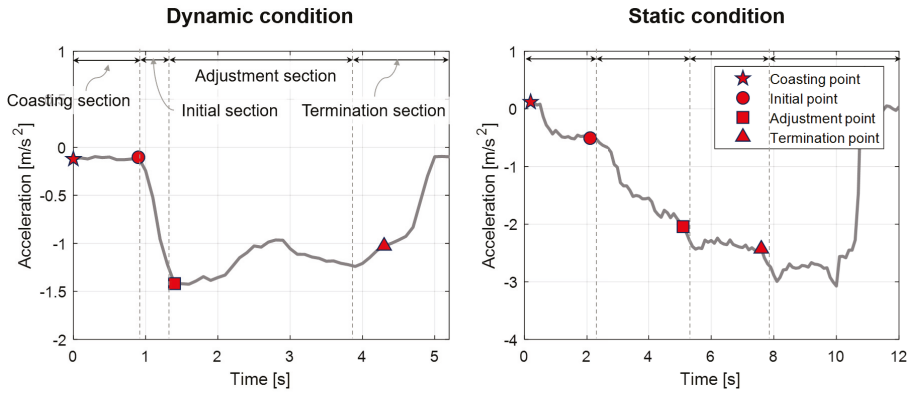 Dynamic condition
1
0
-0.5
-1
-1.5
-2
0
1
2
3
4
5
Acceleration [m/s²]
Time [s]
Coasting section
Initial section
Adjustment section
Termination section
Static condition
1
0
-1
-2
-3
-4
0
2
4
6
8
10
12
Acceleration [m/s²]
Time [s]
Coasting point
Initial point
Adjustment point
Termination point